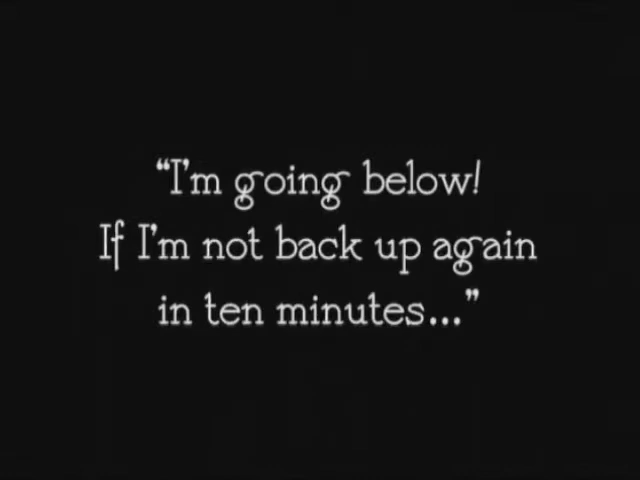 “I’m going below!
If I’m not back up again
in ten minutes...”